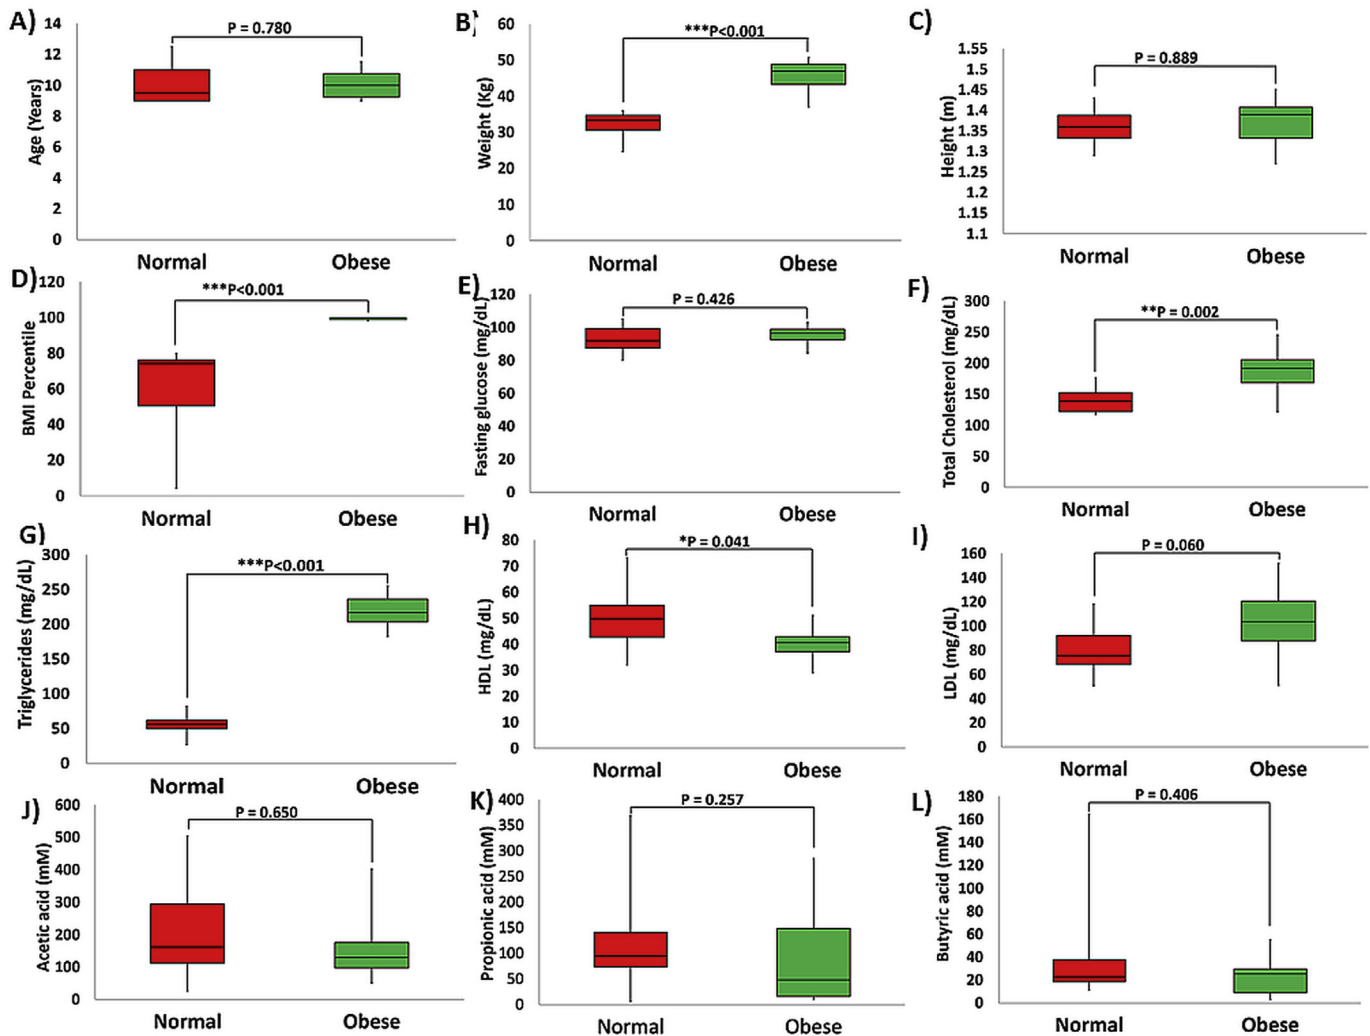 A)
Age (Years)
14
12
10
8
6
4
2
0
P = 0.780
Normal
Obese
B)
Weight (Kg)
60
50
40
30
20
10
0
***P<0.001
Normal
Obese
C)
Height (m)
1.55
1.5
1.45
1.4
1.35
1.3
1.25
1.2
1.15
1.1
P = 0.889
Normal
Obese
D)
BMI Percentile
120
100
80
60
40
20
0
***P<0.001
Normal
Obese
E)
Fasting glucose (mg/dL)
120
100
80
60
40
20
0
P = 0.426
Normal
Obese
F)
Total Cholesterol (mg/dL)
300
250
200
150
100
50
0
**P = 0.002
Normal
Obese
G)
Triglycerides (mg/dL)
300
250
200
150
100
50
0
***P<0.001
Normal
Obese
H)
HDL (mg/dL)
80
70
60
50
40
30
20
10
0
*P = 0.041
Normal
Obese
I)
LDL (mg/dL)
160
140
120
100
80
60
40
20
0
P = 0.060
Normal
Obese
J)
Acetic acid (mM)
600
500
400
300
200
100
0
P = 0.650
Normal
Obese
K)
Propionic acid (mM)
400
350
300
250
200
150
100
50
0
P = 0.257
Normal
Obese
L)
Butyric acid (mM)
180
160
140
120
100
80
60
40
20
0
P = 0.406
Normal
Obese